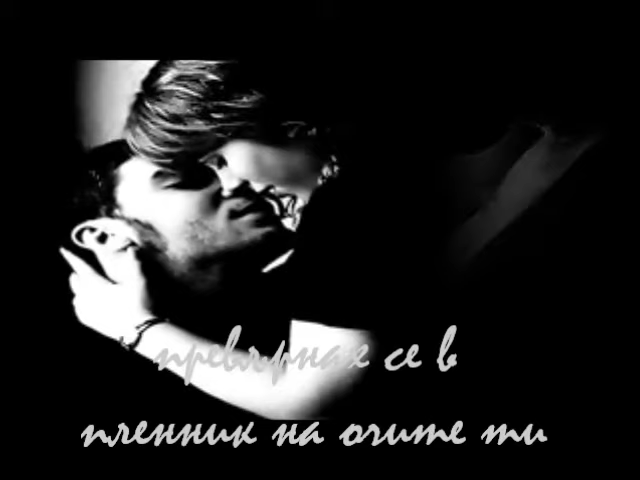 превърнах се в
пленник на очите ти